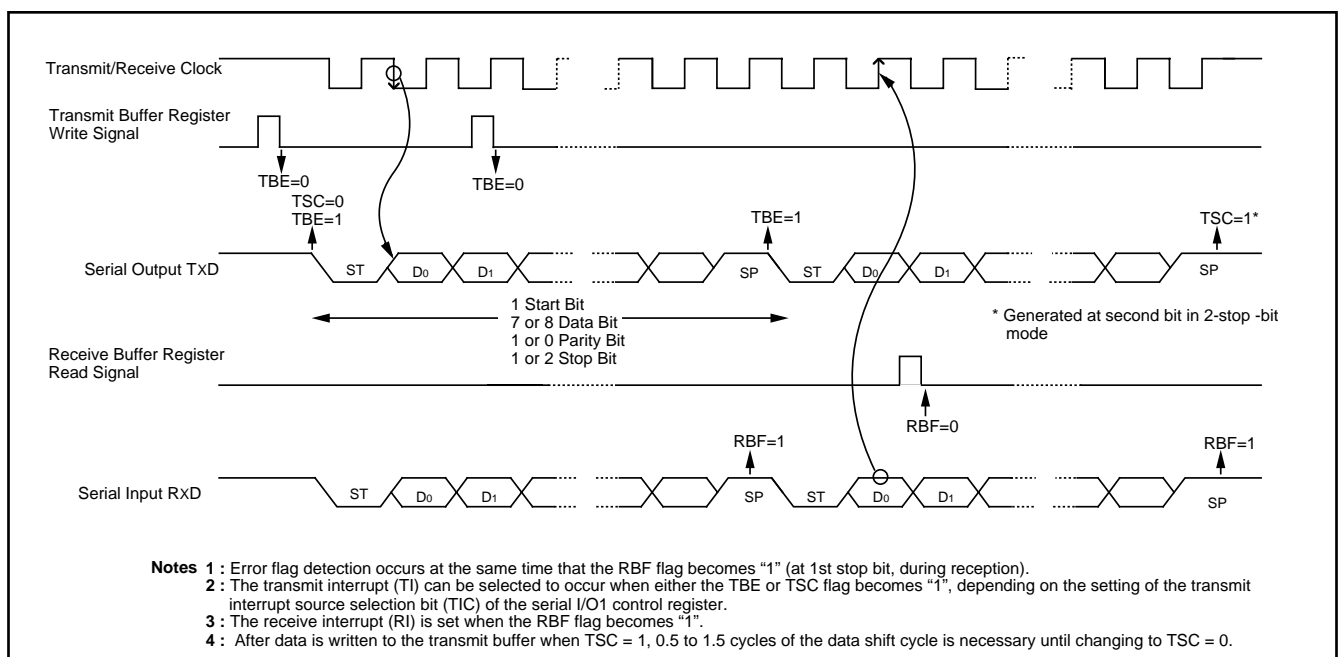 Transmit/Receive Clock
Transmit Buffer Register
Write Signal
TBE=0
TSC=0
TBE=1
TBE=0
TBE=1
TSC=1*
Serial Output TXD
ST
D0
D1
SP
ST
D0
D1
SP
1 Start Bit
7 or 8 Data Bit
1 or 0 Parity Bit
1 or 2 Stop Bit
* Generated at second bit in 2-stop -bit
mode
Receive Buffer Register
Read Signal
RBF=0
RBF=1
RBF=1
Serial Input RXD
ST
D0
D1
SP
ST
D0
D1
SP
Notes 1 : Error flag detection occurs at the same time that the RBF flag becomes “1” (at 1st stop bit, during reception).
2 : The transmit interrupt (TI) can be selected to occur when either the TBE or TSC flag becomes “1”, depending on the setting of the transmit
interrupt source selection bit (TIC) of the serial I/O1 control register.
3 : The receive interrupt (RI) is set when the RBF flag becomes “1”.
4 : After data is written to the transmit buffer when TSC = 1, 0.5 to 1.5 cycles of the data shift cycle is necessary until changing to TSC = 0.